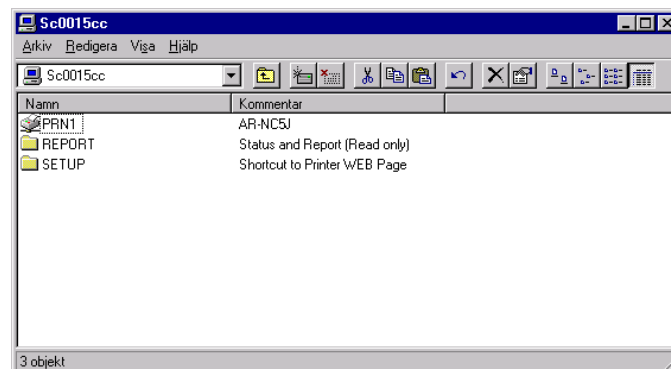 Sc0015cc
Arkiv Redigera Visa Hjälp
Sc0015cc
Namn Kommentar
PRN1 AR-NC5J
REPORT Status and Report (Read only)
SETUP Shortcut to Printer WEB Page
3 objekt